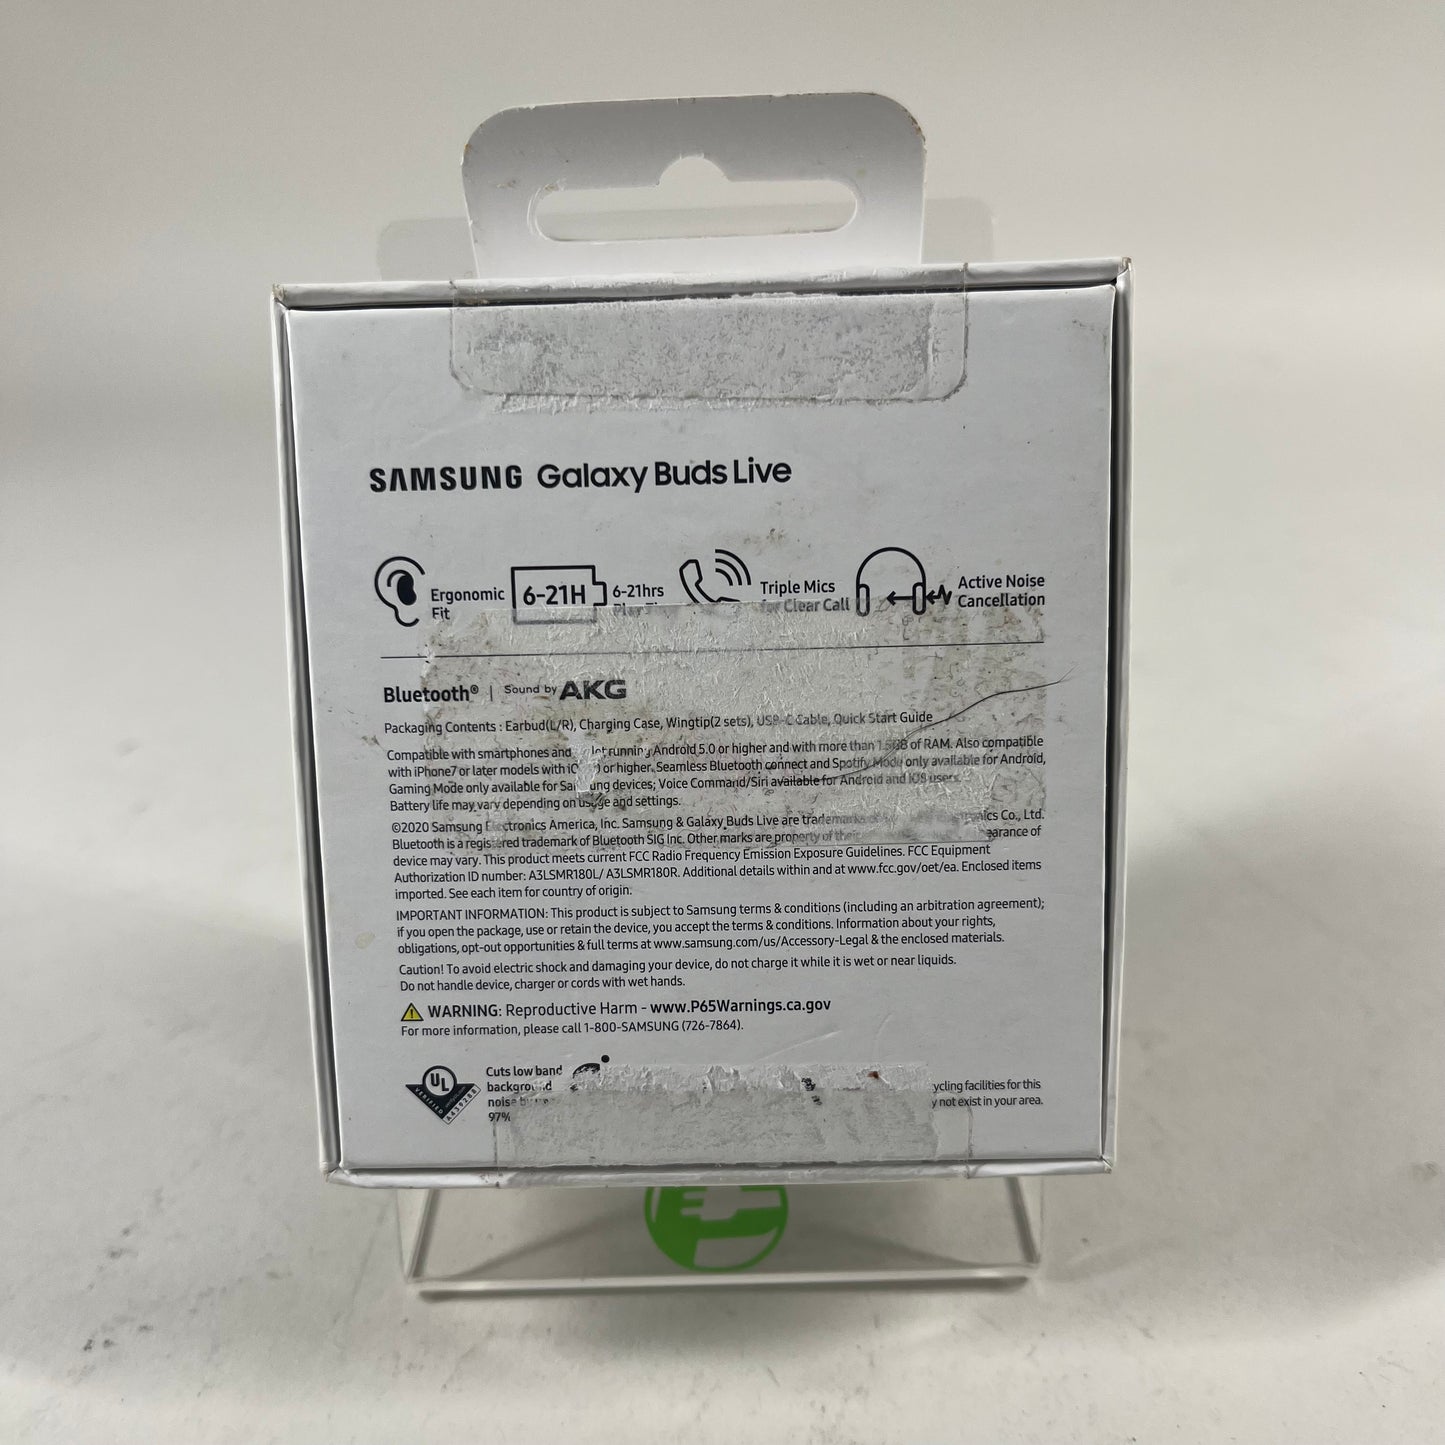 SAMSUNG Galaxy Buds Live
Ergonomic
Fit
6-21H
6-21hrs
Triple Mics
for Clear Call
Active Noise
Cancellation
Bluetooth® | Sound by AKG
Packaging Contents : Earbud(L/R), Charging Case, Wingtip(2 sets), USB-C Cable, Quick Start Guide
Compatible with smartphones and running Android 5.0 or higher and with more than 1.5GB of RAM. Also compatible
with iPhone7 or later models with or higher. Seamless Bluetooth connect and Spotify Mode only available for Android,
Gaming Mode only available for Samsung devices; Voice Command/Siri available for Android and IOS users.
Battery life may vary depending on usage and settings.
©2020 Samsung Electronics America, Inc. Samsung & Galaxy Buds Live are trademarks of Co., Ltd.
Bluetooth is a registered trademark of Bluetooth SIG Inc. Other marks are property of their
device may vary. This product meets current FCC Radio Frequency Emission Exposure Guidelines. FCC Equipment
Authorization ID number: A3LSMR180L/ A3LSMR180R. Additional details within and at www.fcc.gov/oet/ea. Enclosed items
imported. See each item for country of origin.
IMPORTANT INFORMATION: This product is subject to Samsung terms & conditions (including an arbitration agreement);
if you open the package, use or retain the device, you accept the terms & conditions. Information about your rights,
obligations, opt-out opportunities & full terms at www.samsung.com/us/Accessory-Legal & the enclosed materials.
Caution! To avoid electric shock and damaging your device, do not charge it while it is wet or near liquids.
Do not handle device, charger or cords with wet hands.
WARNING: Reproductive Harm - www.P65Warnings.ca.gov
For more information, please call 1-800-SAMSUNG (726-7864).
UL
VERIFIED
A639288
Cuts low band
background
noise
97%
facilities for this
not exist in your area.